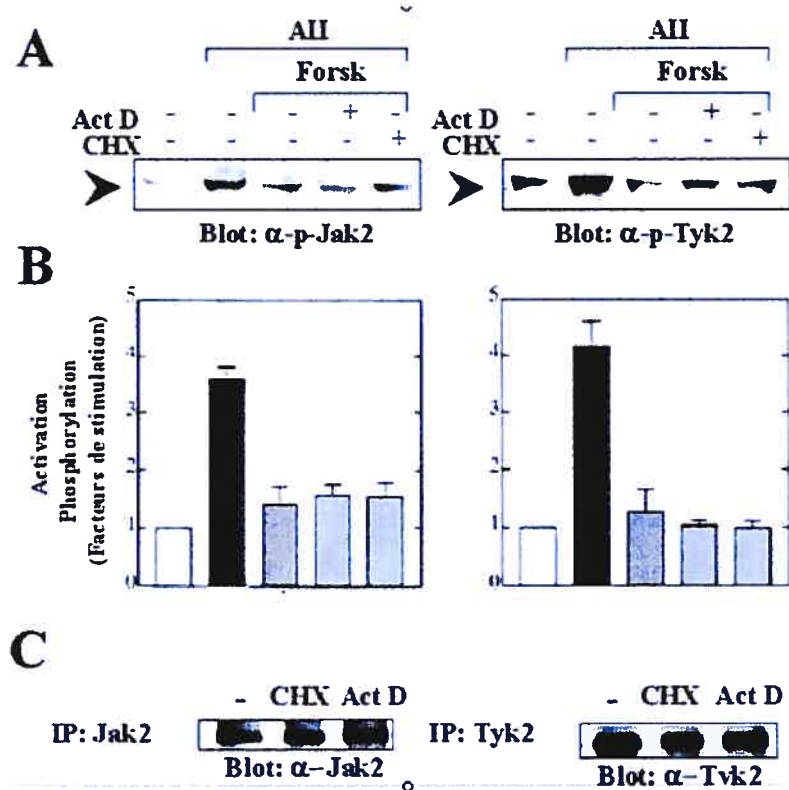 A
AII
AII
Forsk
Forsk
Act D - - - + -
- - - + -
CHX - - - - +
- - - - +
Blot: α-p-Jak2
Blot: α-p-Tyk2
B
Activation
Phosphorylation
(Facteurs de stimulation)
5
4
3
2
1
0
5
4
3
2
1
0
C
- CHX Act D
- CHX Act D
IP: Jak2
IP: Tyk2
Blot: α–Jak2
Blot: α–Tyk2